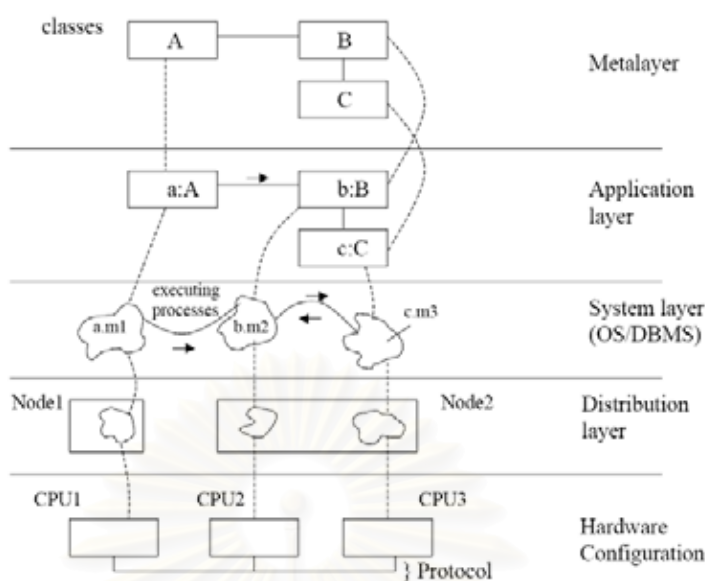 classes
A
B
C
Metalayer
a:A
b:B
c:C
Application
layer
executing
processes
a.m1
b.m2
c.m3
System layer
(OS/DBMS)
Node1
Node2
Distribution
layer
CPU1
CPU2
CPU3
Hardware
Configuration
} Protocol